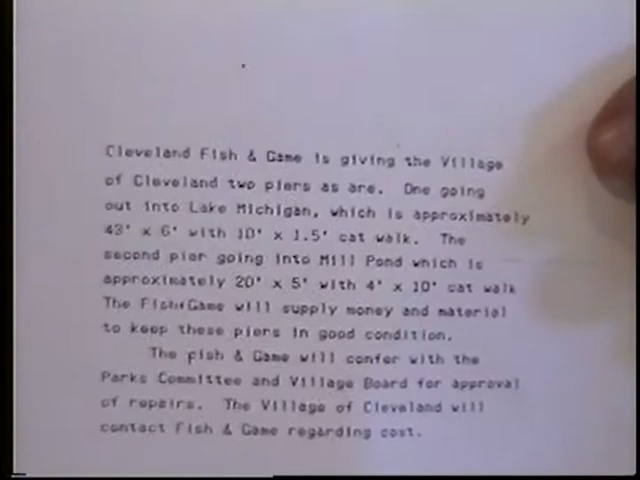 Cleveland Fish & Game is giving the Village
of Cleveland two piers as are. One going
out into Lake Michigan, which is approximately
43' x 6' with 10' x 1.5' cat walk. The
second pier going into Mill Pond which is
approximately 20' x 5' with 4' x 10' cat walk
The Fish&Game will supply money and material
to keep these piers in good condition.
The Fish & Game will confer with the
Parks Committee and Village Board for approval
of repairs. The Village of Cleveland will
contact Fish & Game regarding cost.